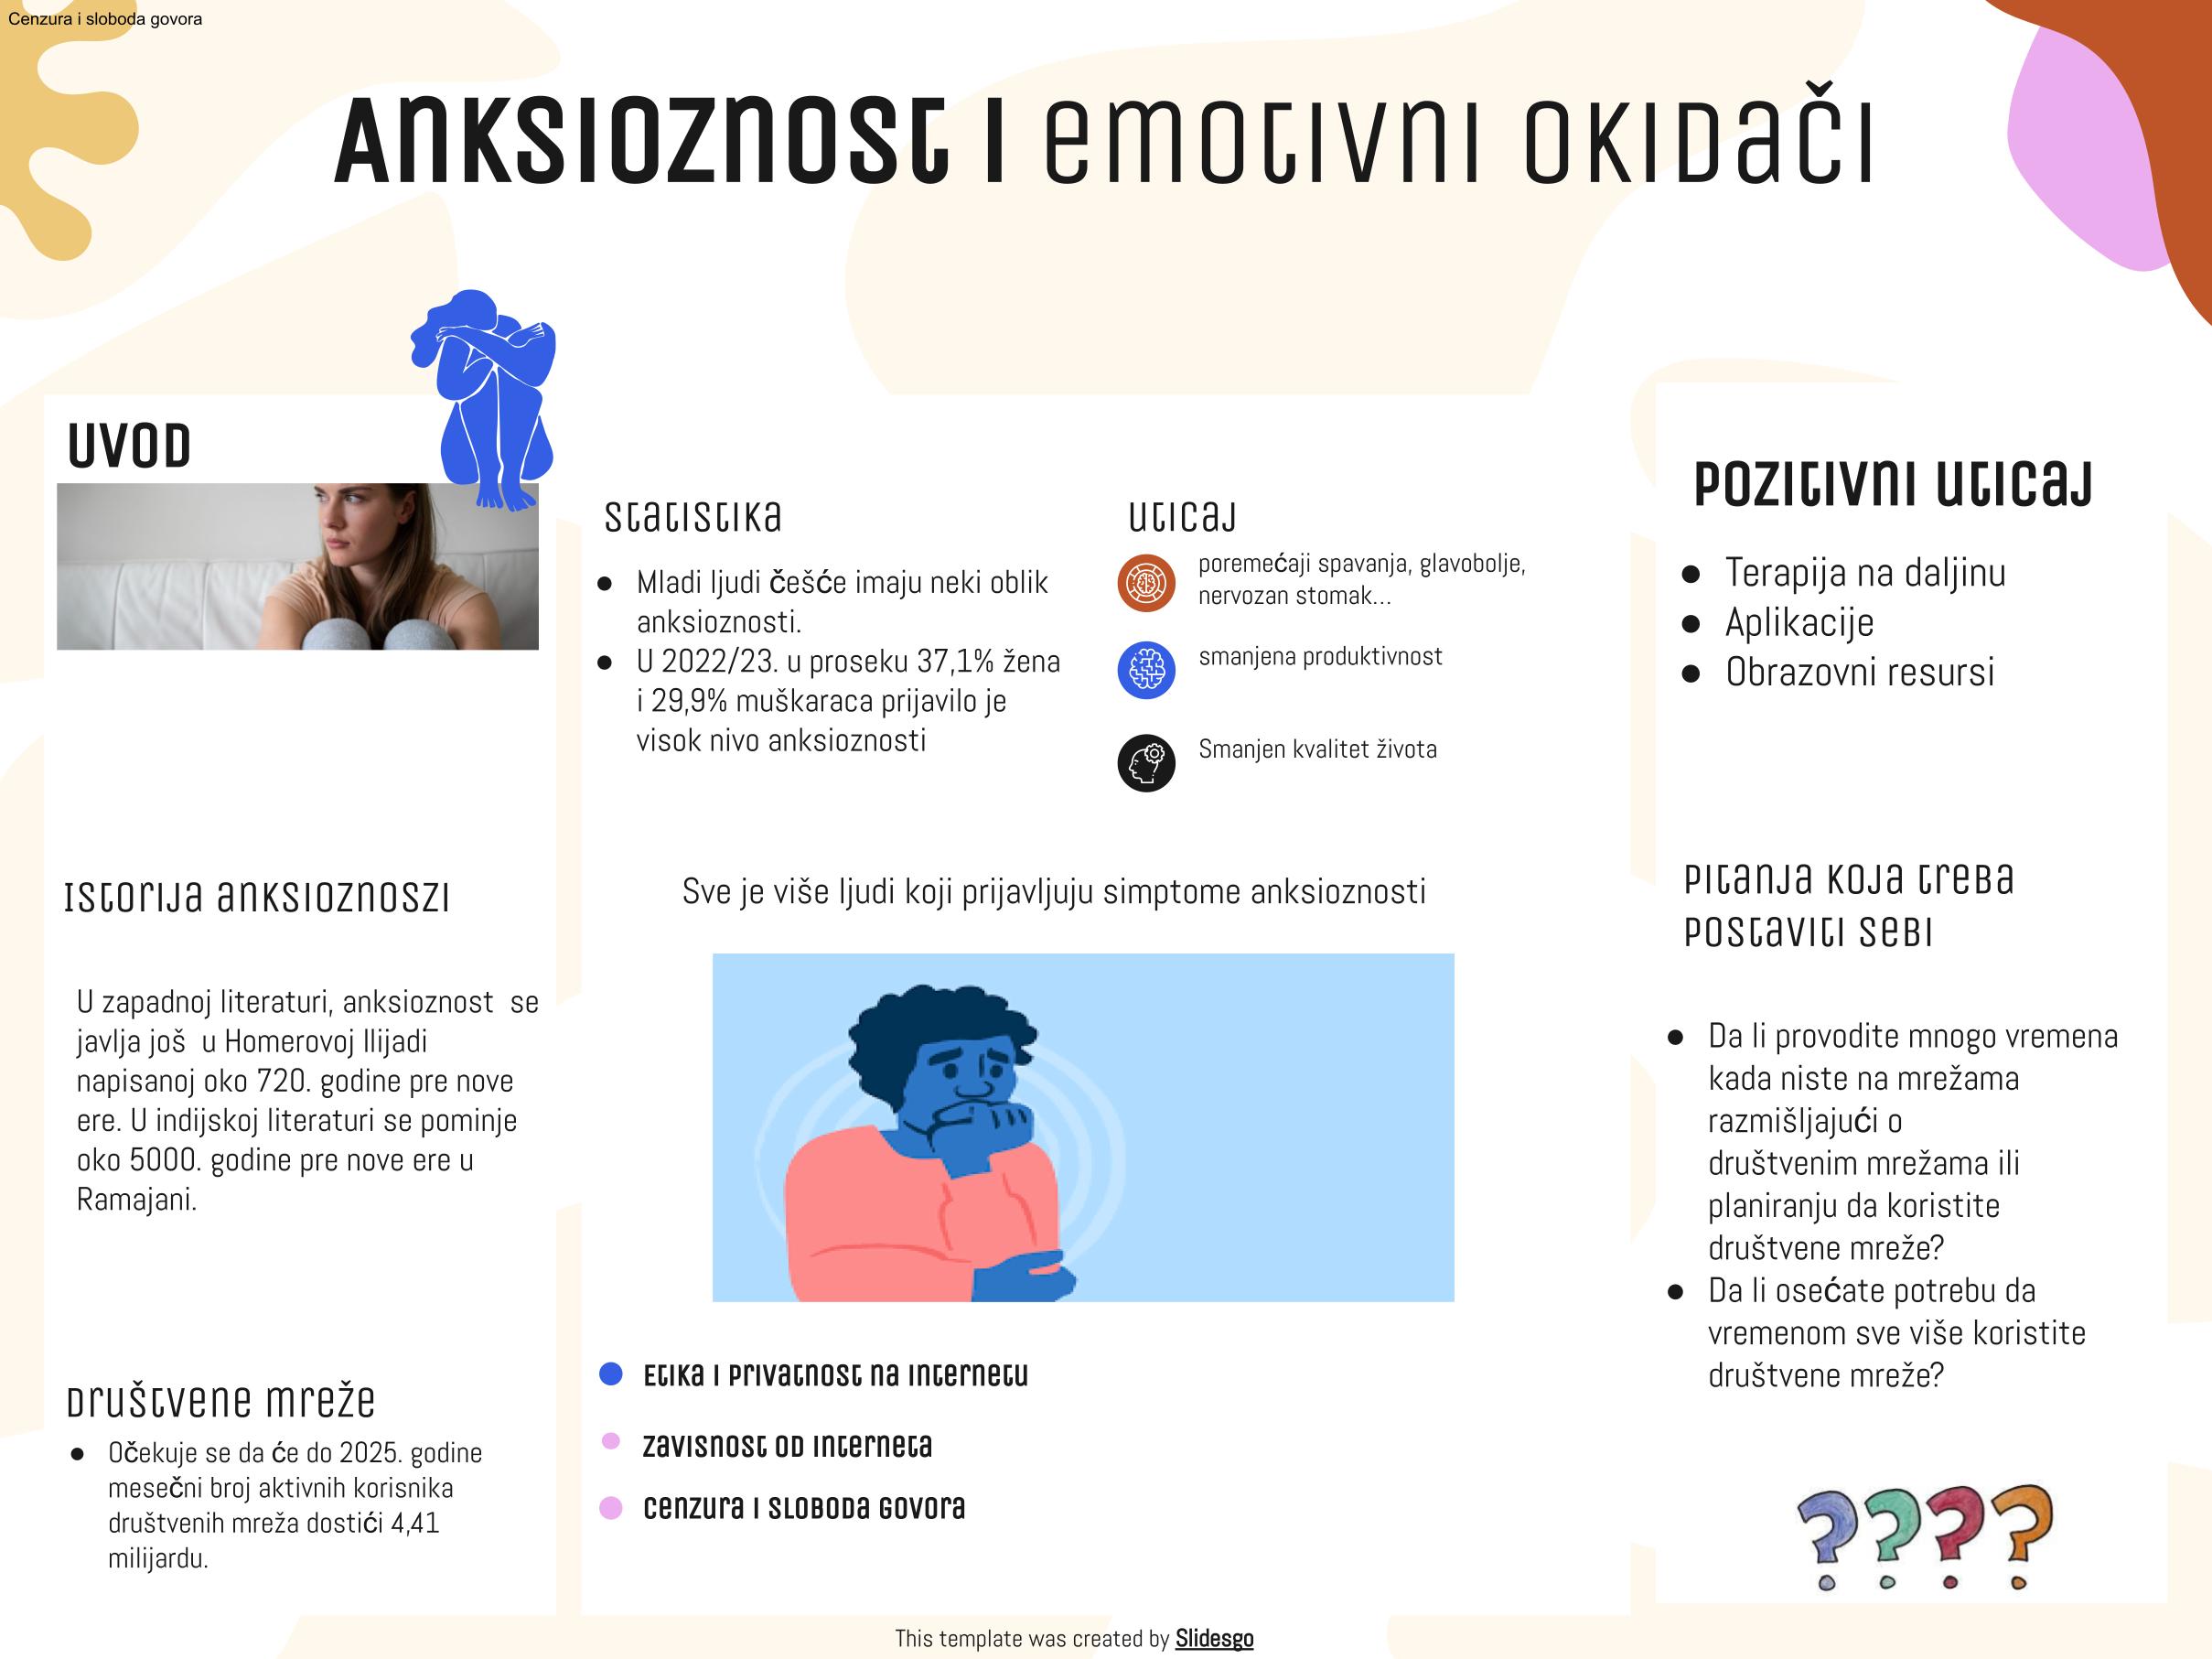 Cenzura i sloboda govora
Anksioznost i emotivni okidači
Uvod
Istorija anksioznoszi
U zapadnoj literaturi, anksioznost  se
javlja još  u Homerovoj Ilijadi
napisanoj oko 720. godine pre nove
ere. U indijskoj literaturi se pominje
oko 5000. godine pre nove ere u
Ramajani.
Društvene mreže
● Očekuje se da će do 2025. godine
mesečni broj aktivnih korisnika
društvenih mreža dostići 4,41
milijardu.
Statistika
● Mladi ljudi češće imaju neki oblik
anksioznosti.
● U 2022/23. u proseku 37,1% žena
i 29,9% muškaraca prijavilo je
visok nivo anksioznosti
uticaj
poremećaji spavanja, glavobolje,
nervozan stomak...
smanjena produktivnost
Smanjen kvalitet života
Sve je više ljudi koji prijavljuju simptome anksioznosti
Etika i privatnost na internetu
Zavisnost od interneta
Cenzura i sloboda govora
Pozitivni uticaj
● Terapija na daljinu
● Aplikacije
● Obrazovni resursi
Pitanja koja treba
postaviti sebi
● Da li provodite mnogo vremena
kada niste na mrežama
razmišljajući o
društvenim mrežama ili
planiranju da koristite
društvene mreže?
● Da li osećate potrebu da
vremenom sve više koristite
društvene mreže?
? ? ? ?
This template was created by Slidesgo